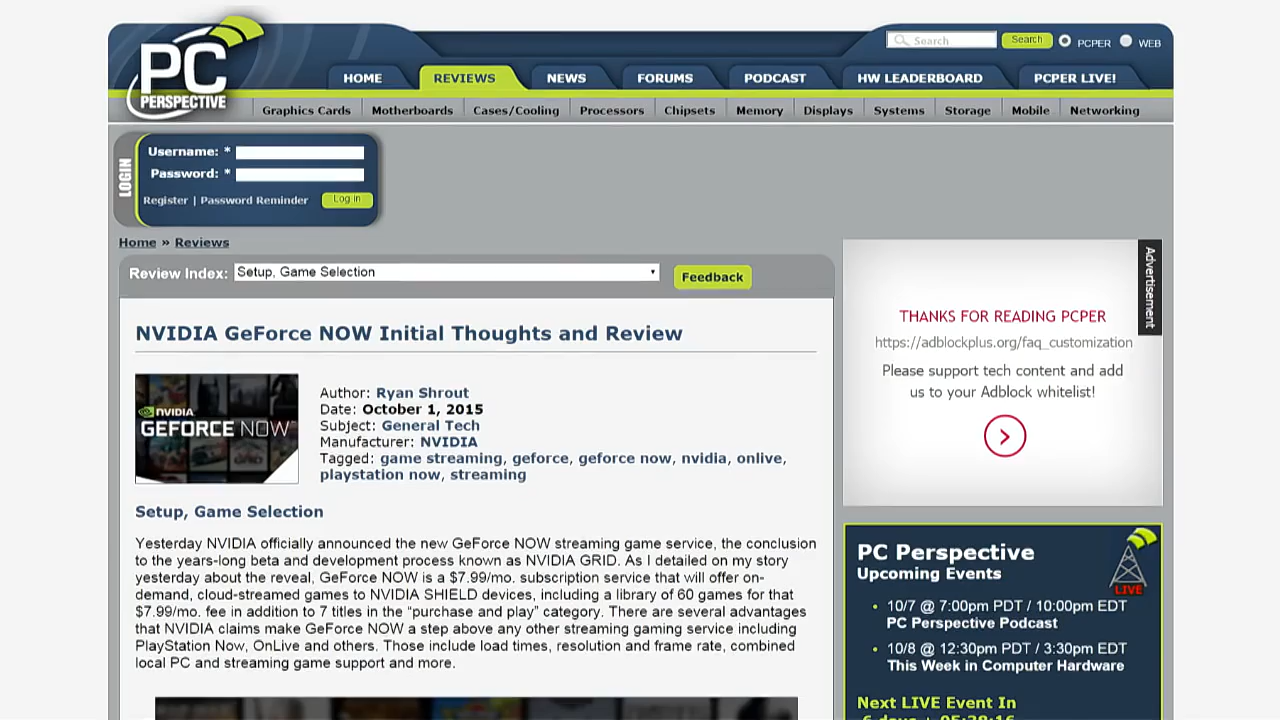 PC
PERSPECTIVE
Search
Search
PCPER
WEB
HOME
REVIEWS
NEWS
FORUMS
PODCAST
HW LEADERBOARD
PCPER LIVE!
Graphics Cards
Motherboards
Cases/Cooling
Processors
Chipsets
Memory
Displays
Systems
Storage
Mobile
Networking
LOGIN
Username: *
Password: *
Register | Password Reminder
Log in
Home » Reviews
Review Index:
Setup, Game Selection
Feedback
NVIDIA GeForce NOW Initial Thoughts and Review
NVIDIA
GEFORCE NOW
Author: Ryan Shrout
Date: October 1, 2015
Subject: General Tech
Manufacturer: NVIDIA
Tagged: game streaming, geforce, geforce now, nvidia, onlive,
playstation now, streaming
Setup, Game Selection
Yesterday NVIDIA officially announced the new GeForce NOW streaming game service, the conclusion
to the years-long beta and development process known as NVIDIA GRID. As I detailed on my story
yesterday about the reveal, GeForce NOW is a $7.99/mo. subscription service that will offer on-
demand, cloud-streamed games to NVIDIA SHIELD devices, including a library of 60 games for that
$7.99/mo. fee in addition to 7 titles in the “purchase and play” category. There are several advantages
that NVIDIA claims make GeForce NOW a step above any other streaming gaming service including
PlayStation Now, OnLive and others. Those include load times, resolution and frame rate, combined
local PC and streaming game support and more.
Advertisement
THANKS FOR READING PCPER
https://adblockplus.org/faq_customization
Please support tech content and add
us to your Adblock whitelist!
PC Perspective
Upcoming Events
LIVE
10/7 @ 7:00pm PDT / 10:00pm EDT
PC Perspective Podcast
10/8 @ 12:30pm PDT / 3:30pm EDT
This Week in Computer Hardware
Next LIVE Event In